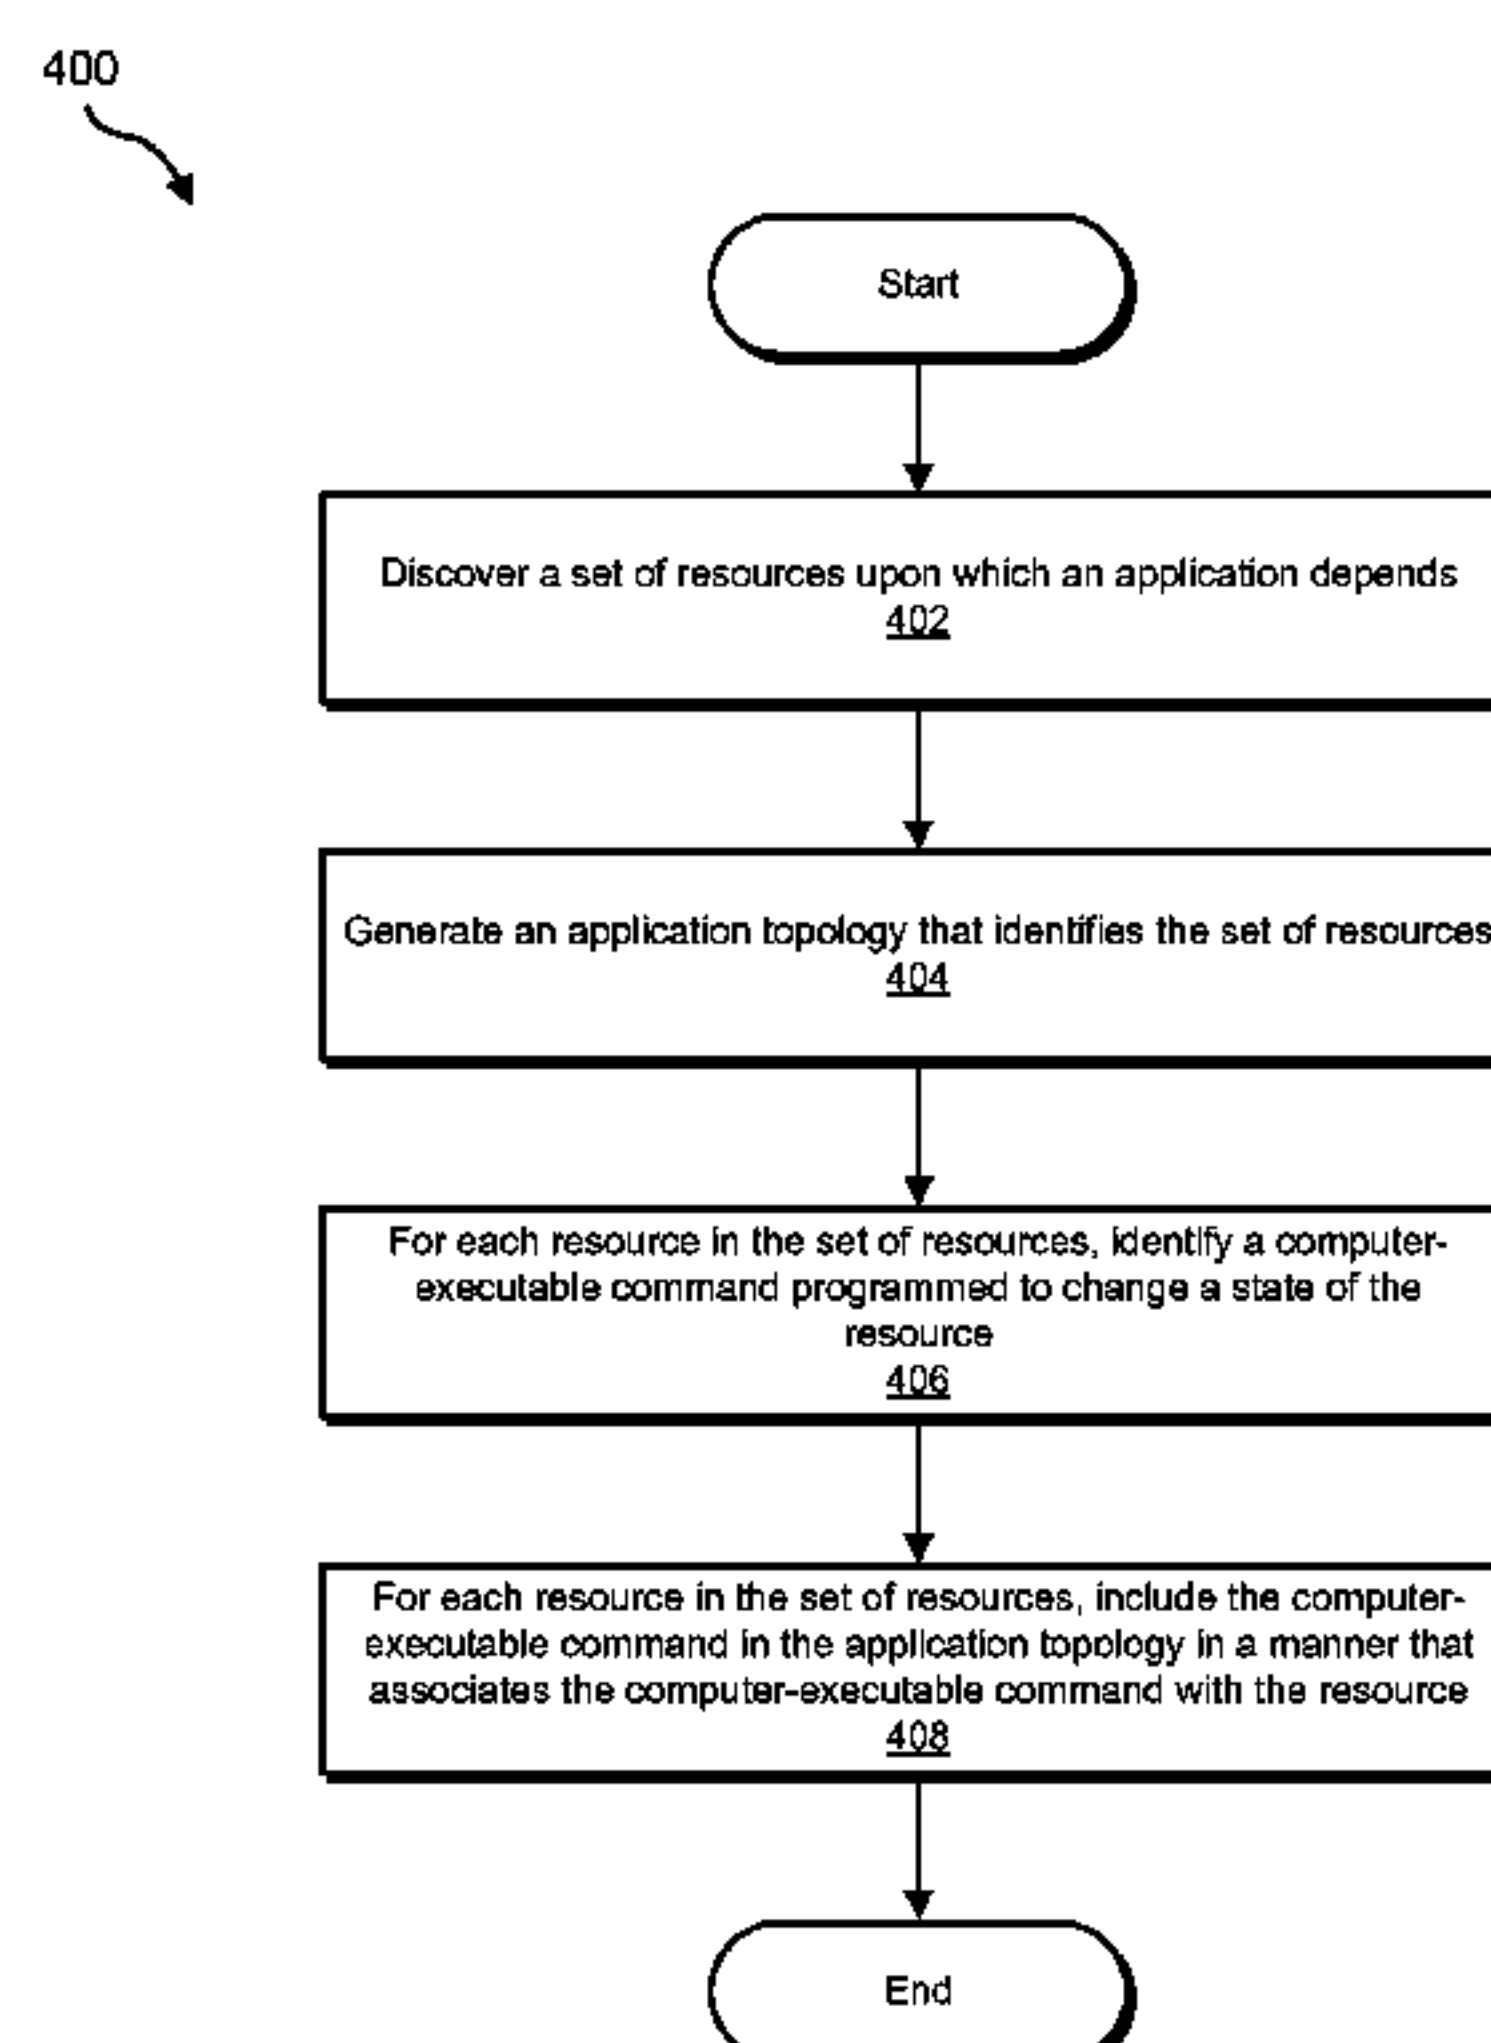 400
Start
Discover a set of resources upon which an application depends
402
Generate an application topology that identifies the set of resources
404
For each resource in the set of resources, identify a computer-
executable command programmed to change a state of the
resource
406
For each resource in the set of resources, include the computer-
executable command in the application topology in a manner that
associates the computer-executable command with the resource
408
End